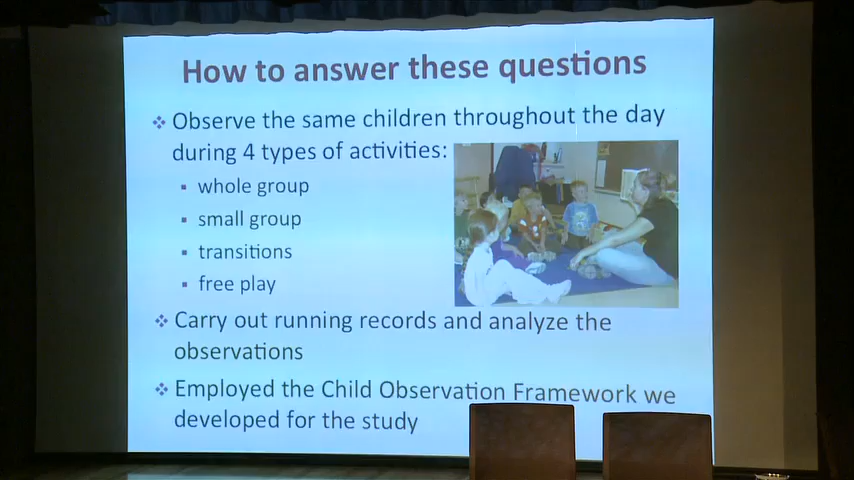 How to answer these questions
Observe the same children throughout the day
during 4 types of activities:
whole group
small group
transitions
free play
Carry out running records and analyze the
observations
Employed the Child Observation Framework we
developed for the study